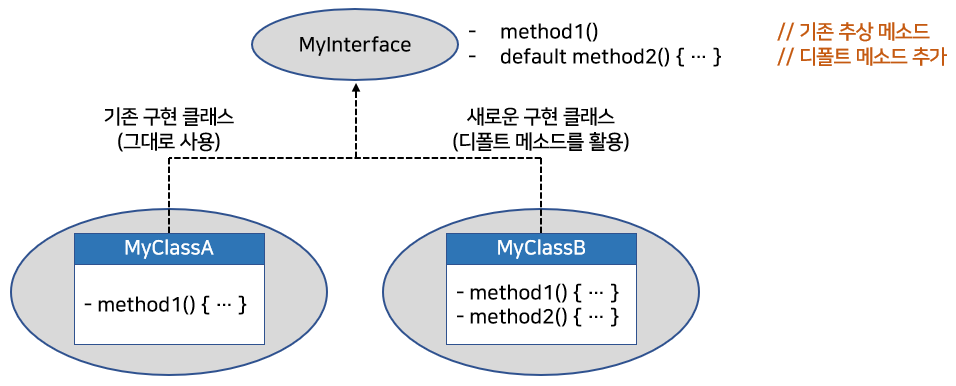 MyInterface
- method1() // 기존 추상 메소드
- default method2() { ··· } // 디폴트 메소드 추가
기존 구현 클래스
(그대로 사용)
새로운 구현 클래스
(디폴트 메소드를 활용)
MyClassA
- method1() { ··· }
MyClassB
- method1() { ··· }
- method2() { ··· }